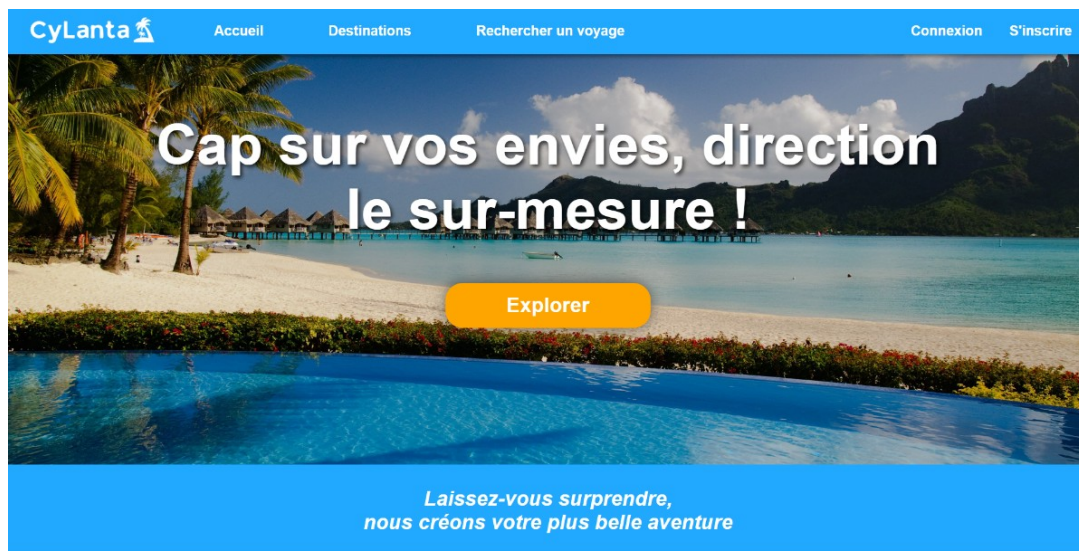 CyLanta
Accueil
Destinations
Rechercher un voyage
Connexion
S'inscrire
Cap sur vos envies, direction
le sur-mesure !
Explorer
Laissez-vous surprendre,
nous créons votre plus belle aventure